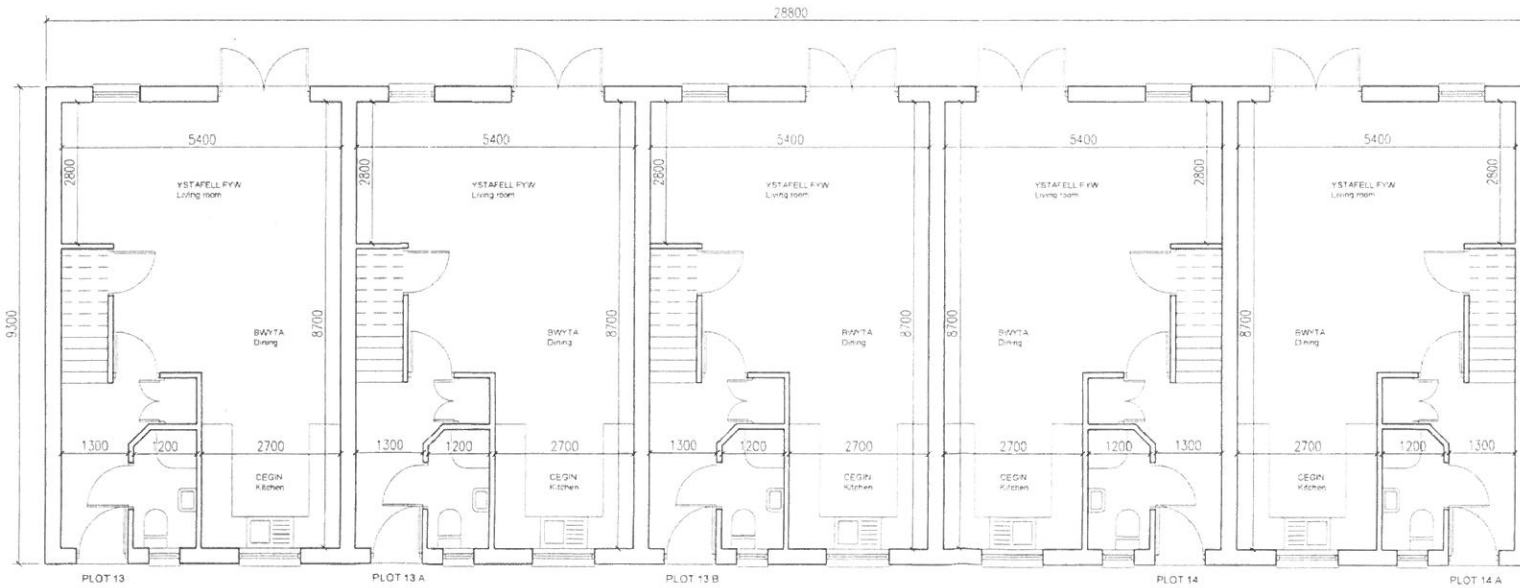 28800
5400 5400 5400 5400 5400
2800 2800 2800 2800 2800
YSTAFELL FYW YSTAFELL FYW YSTAFELL FYW YSTAFELL FYW YSTAFELL FYW
Living room Living room Living room Living room Living room
9300 8700 8700 8700 8700 8700
BWYTA BWYTA BWYTA BWYTA BWYTA
Dining Dining Dining Dining Dining
1300 1200 2700 1300 1200 2700 1300 1200 2700 2700 1200 1300 2700 1200 1300
CEGIN CEGIN CEGIN CEGIN CEGIN
Kitchen Kitchen Kitchen Kitchen Kitchen
PLOT 13 PLOT 13 A PLOT 13 B PLOT 14 PLOT 14 A